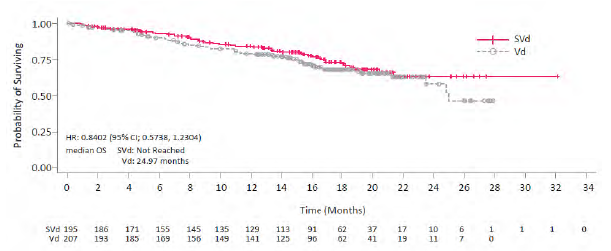 1.00
0.75
0.50
0.25
0.00
Probability of Surviving
SVd
Vd
HR: 0.8402 (95% CI; 0.5738, 1.2304)
median OS SVd: Not Reached
Vd: 24.97 months
0 2 4 6 8 10 12 14 16 18 20 22 24 26 28 30 32 34
Time (Months)
SVd 195 186 171 155 145 135 129 113 91 62 37 17 10 6 1 1 1 0
Vd 207 193 185 169 156 149 141 125 96 62 41 19 11 7 0